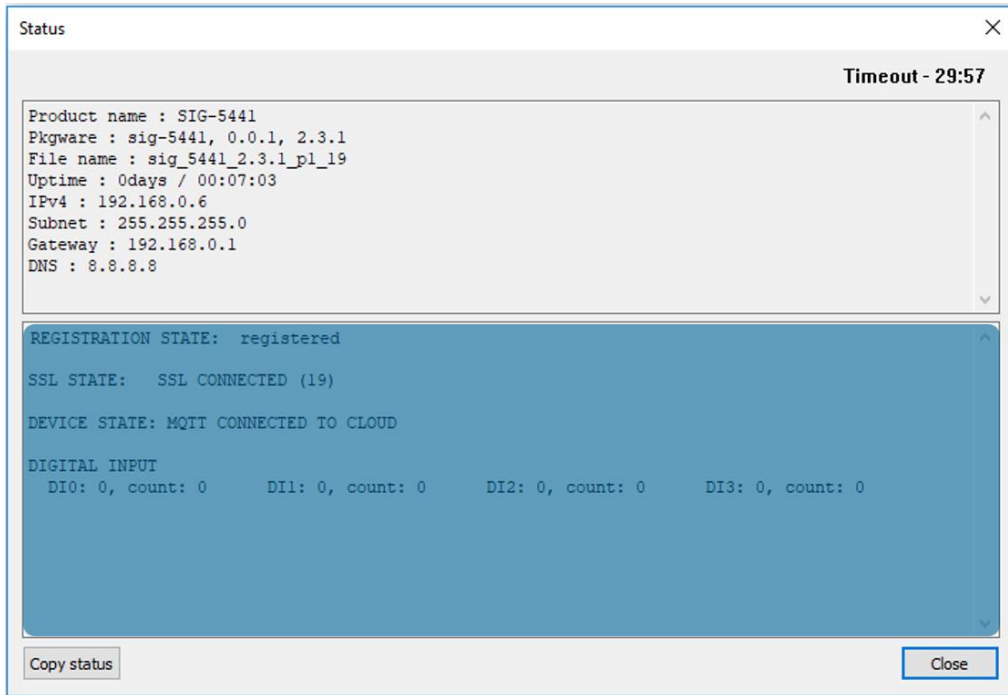 Status
Timeout - 29:57
Product name : SIG-5441
Pkgware : sig-5441, 0.0.1, 2.3.1
File name : sig_5441_2.3.1_p1_19
Uptime : 0days / 00:07:03
IPv4 : 192.168.0.6
Subnet : 255.255.255.0
Gateway : 192.168.0.1
DNS : 8.8.8.8
REGISTRATION STATE: registered
SSL STATE: SSL CONNECTED (19)
DEVICE STATE: MQTT CONNECTED TO CLOUD
DIGITAL INPUT
DI0: 0, count: 0 DI1: 0, count: 0 DI2: 0, count: 0 DI3: 0, count: 0
Copy status Close